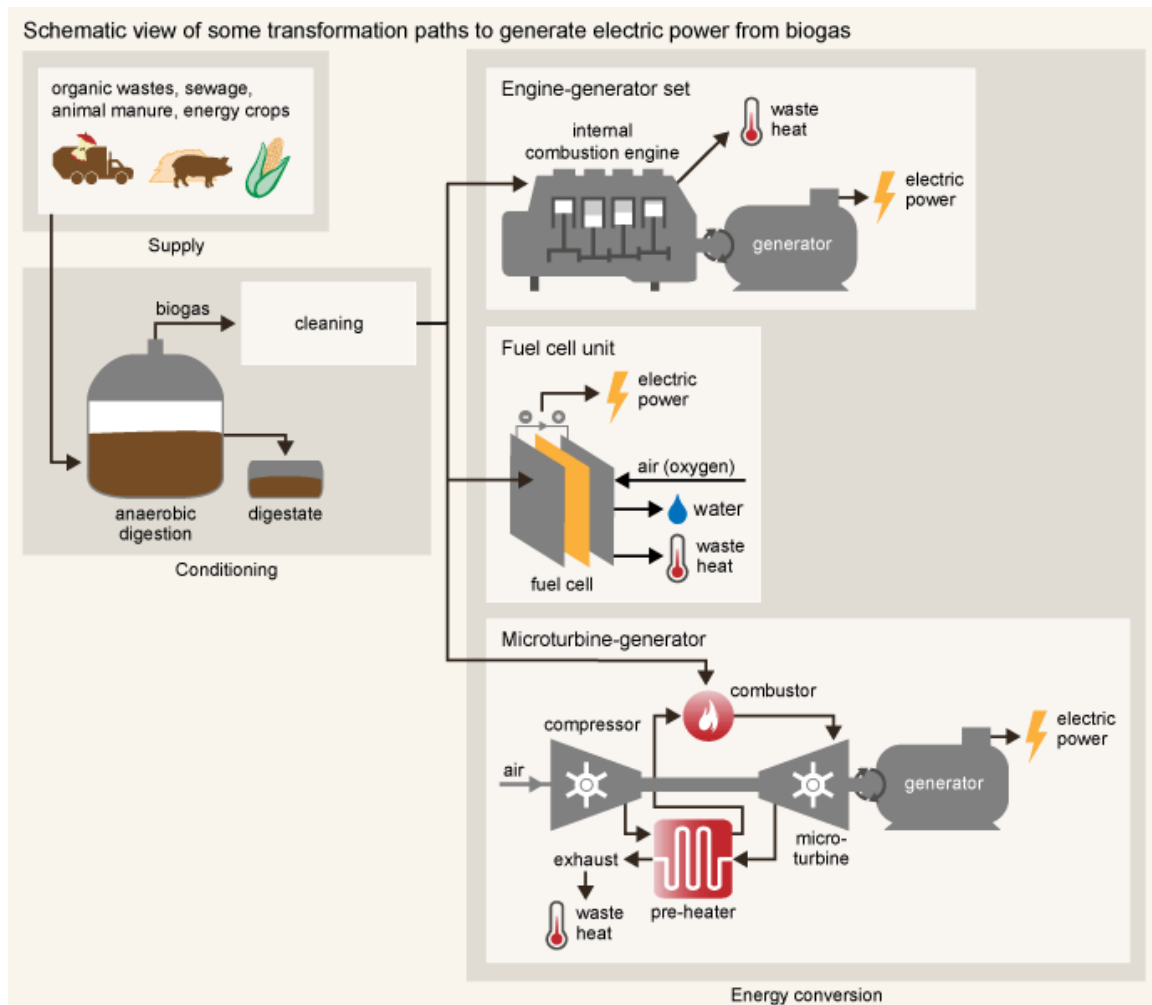 Schematic view of some transformation paths to generate electric power from biogas
organic wastes, sewage,
animal manure, energy crops
Supply
biogas
cleaning
anaerobic
digestion
digestate
Conditioning
Engine-generator set
internal
combustion engine
waste
heat
generator
electric
power
Fuel cell unit
electric
power
air (oxygen)
water
waste
heat
fuel cell
Microturbine-generator
combustor
compressor
air
electric
power
generator
micro-
turbine
exhaust
pre-heater
waste
heat
Energy conversion